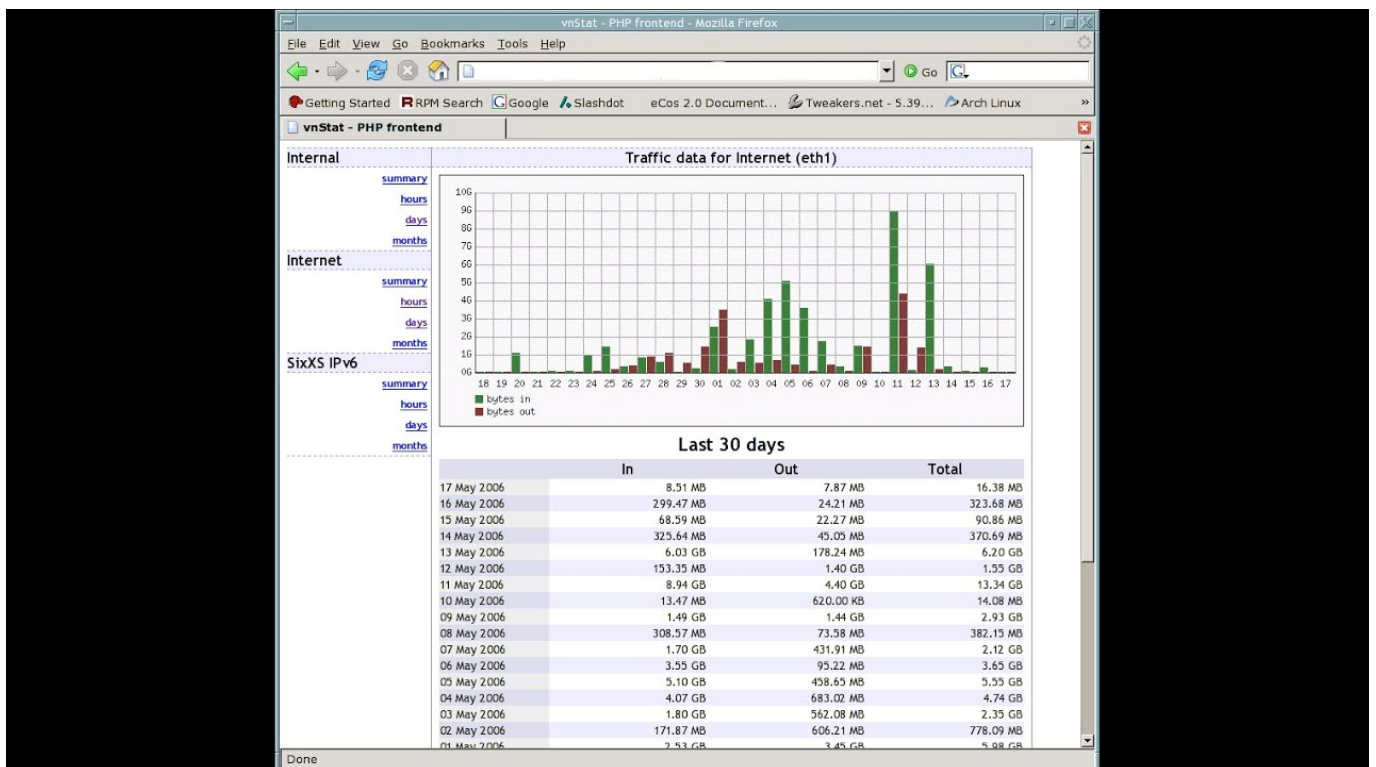 vnStat - PHP frontend - Mozilla Firefox
File Edit View Go Bookmarks Tools Help
Go G
Getting Started RPM Search Google Slashdot eCos 2.0 Document... Tweakers.net - 5.39... Arch Linux »
vnStat - PHP frontend
Internal
summary
hours
days
months
Internet
summary
hours
days
months
SixXS IPv6
summary
hours
days
months
Traffic data for Internet (eth1)
10G
9G
8G
7G
6G
5G
4G
3G
2G
1G
0G
18 19 20 21 22 23 24 25 26 27 28 29 30 01 02 03 04 05 06 07 08 09 10 11 12 13 14 15 16 17
bytes in
bytes out
Last 30 days
In Out Total
17 May 2006 8.51 MB 7.87 MB 16.38 MB
16 May 2006 299.47 MB 24.21 MB 323.68 MB
15 May 2006 68.59 MB 22.27 MB 90.86 MB
14 May 2006 325.64 MB 45.05 MB 370.69 MB
13 May 2006 6.03 GB 178.24 MB 6.20 GB
12 May 2006 153.35 MB 1.40 GB 1.55 GB
11 May 2006 8.94 GB 4.40 GB 13.34 GB
10 May 2006 13.47 MB 620.00 KB 14.08 MB
09 May 2006 1.49 GB 1.44 GB 2.93 GB
08 May 2006 308.57 MB 73.58 MB 382.15 MB
07 May 2006 1.70 GB 431.91 MB 2.12 GB
06 May 2006 3.55 GB 95.22 MB 3.65 GB
05 May 2006 5.10 GB 458.65 MB 5.55 GB
04 May 2006 4.07 GB 683.02 MB 4.74 GB
03 May 2006 1.80 GB 562.08 MB 2.35 GB
02 May 2006 171.87 MB 606.21 MB 778.09 MB
01 May 2006 2.53 GB 3.45 GB 5.98 GB
Done